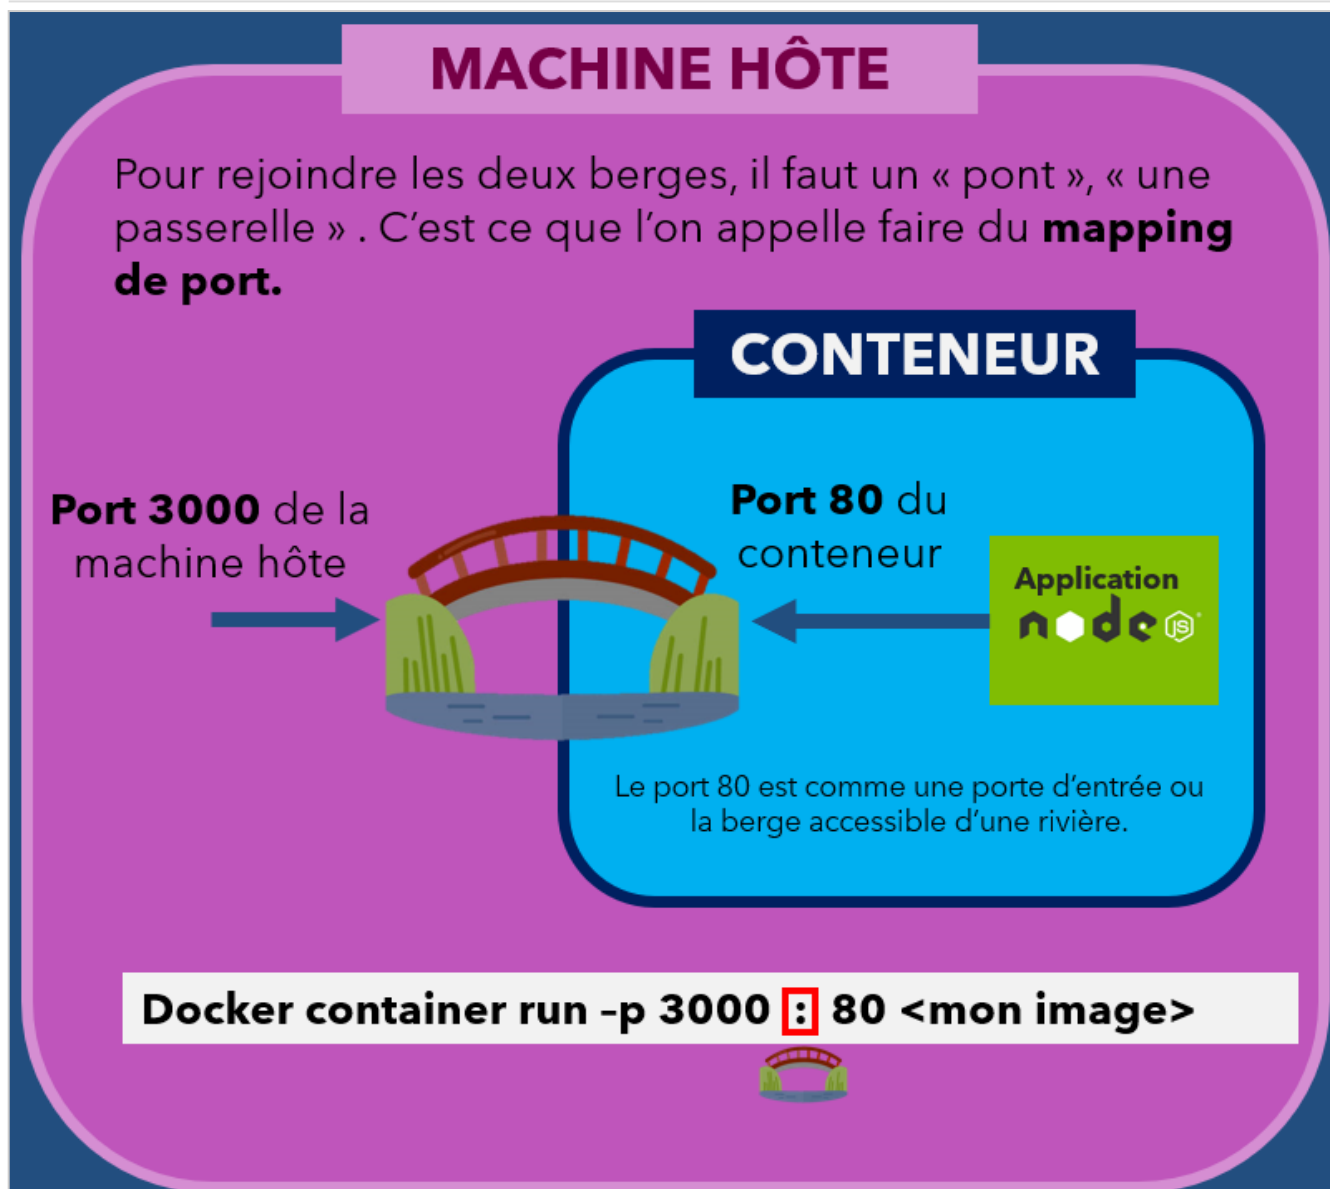 MACHINE HÔTE
Pour rejoindre les deux berges, il faut un « pont », « une
passerelle » . C’est ce que l’on appelle faire du mapping
de port.
CONTENEUR
Port 3000 de la
machine hôte
Port 80 du
conteneur
Application
node JS
Le port 80 est comme une porte d’entrée ou
la berge accessible d’une rivière.
Docker container run –p 3000 : 80 <mon image>